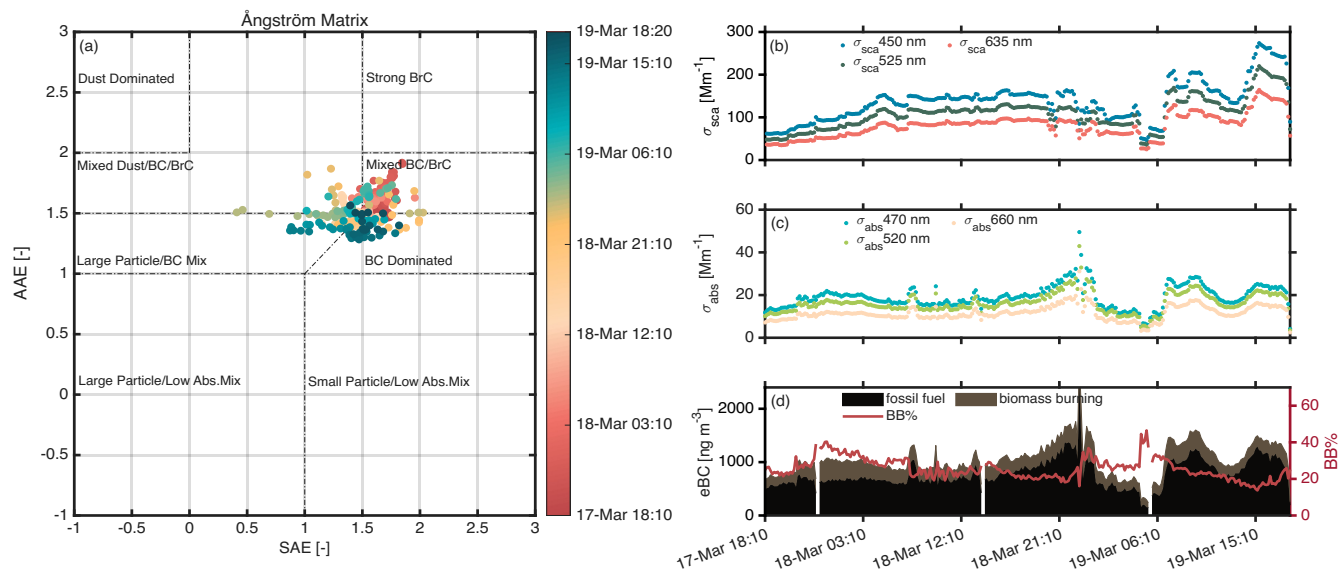 Ångström Matrix
(a)
Dust Dominated
Strong BrC
Mixed Dust/BC/BrC
Mixed BC/BrC
Large Particle/BC Mix
BC Dominated
Large Particle/Low Abs.Mix
Small Particle/Low Abs.Mix
AAE [-]
3
2.5
2
1.5
1
0.5
0
-0.5
-1
-1
-0.5
0
0.5
1
1.5
2
2.5
3
SAE [-]
19-Mar 18:20
19-Mar 15:10
19-Mar 06:10
18-Mar 21:10
18-Mar 12:10
18-Mar 03:10
17-Mar 18:10
(b)
σsca450 nm
σsca635 nm
σsca525 nm
σsca [Mm⁻¹]
300
200
100
0
(c)
σabs470 nm
σabs660 nm
σabs520 nm
σabs [Mm⁻¹]
60
40
20
0
(d)
fossil fuel
biomass burning
BB%
eBC [ng m⁻³]
2000
1000
0
60
40
20
0
BB%
17-Mar 18:10
18-Mar 03:10
18-Mar 12:10
18-Mar 21:10
19-Mar 06:10
19-Mar 15:10